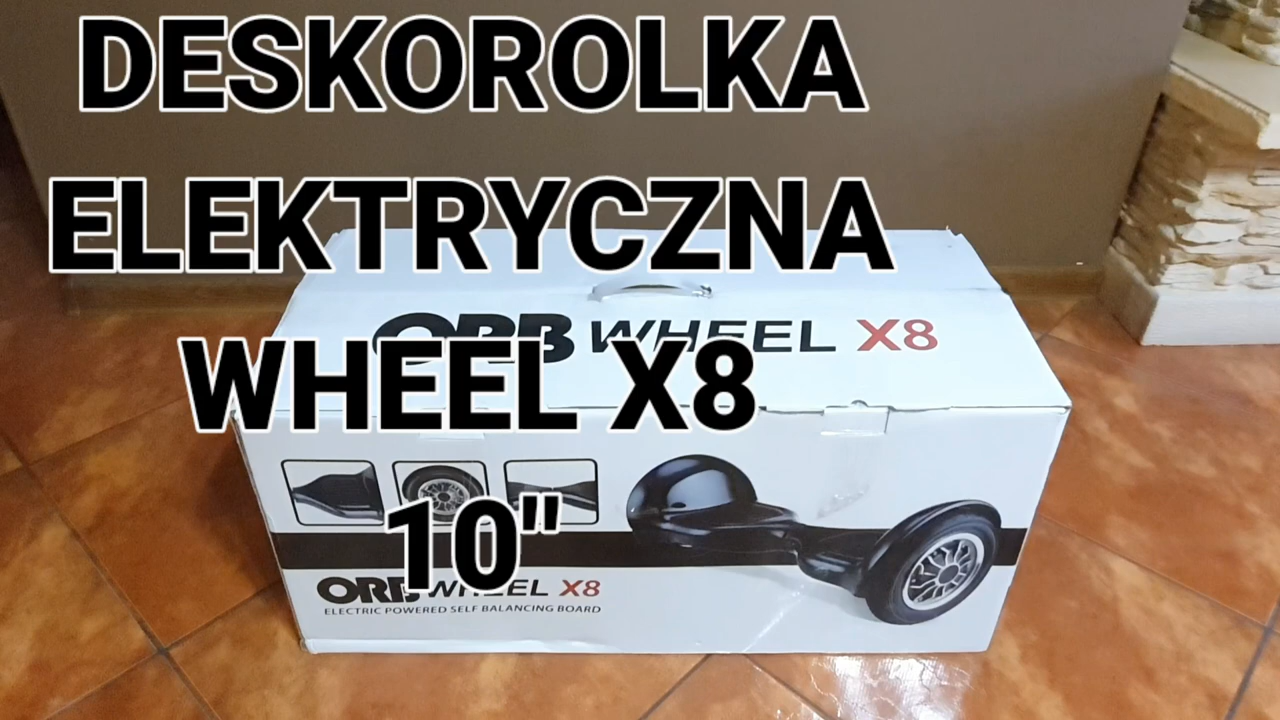 DESKOROLKA
ELEKTRYCZNA
ORB WHEEL X8
WHEEL X8
10"
ORB WHEEL X8
ELECTRIC POWERED SELF BALANCING BOARD